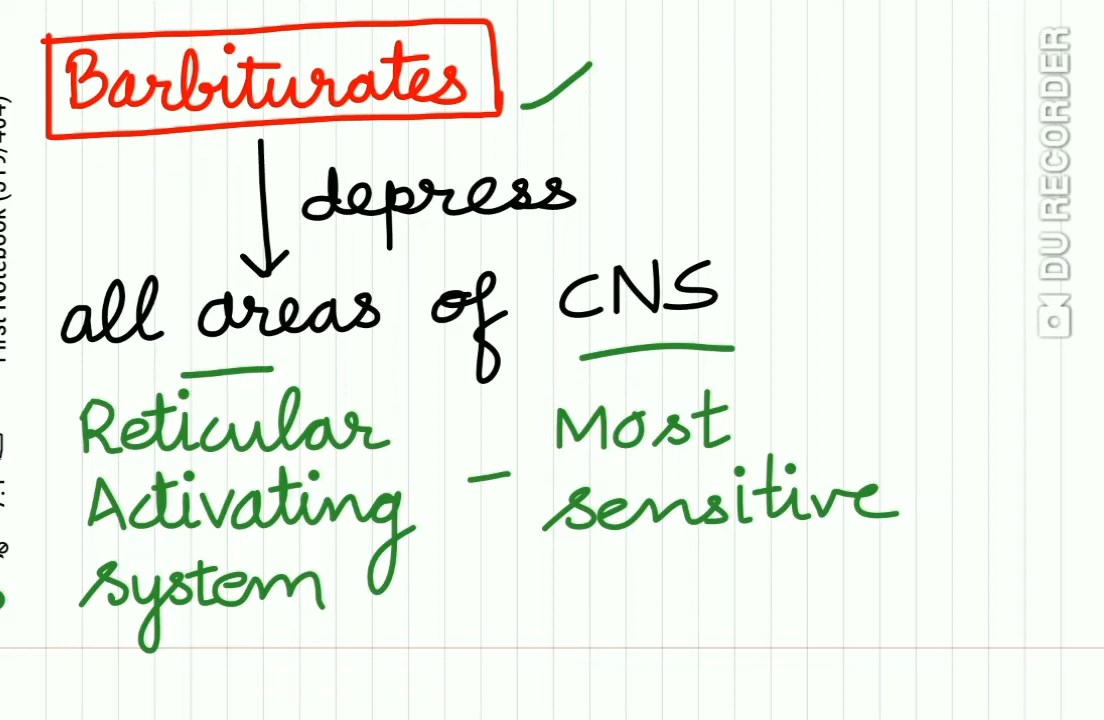 Barbiturates
depress
all areas of CNS
Reticular Most
Activating - sensitive
system
DU RECORDER